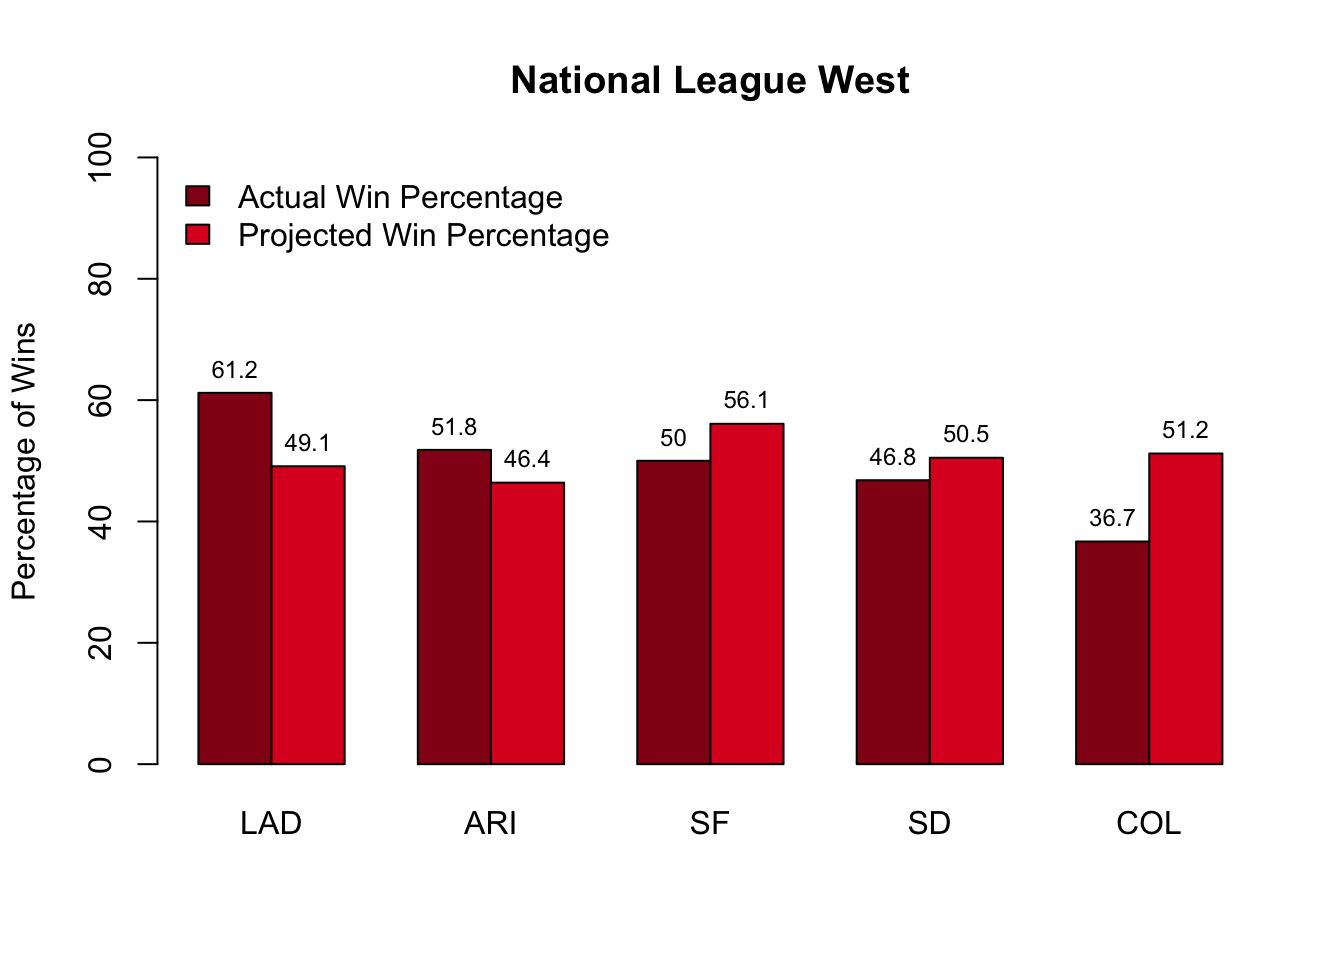 National League West
Actual Win Percentage
Projected Win Percentage
Percentage of Wins
100
80
60
40
20
0
61.2
49.1
51.8
46.4
50
56.1
46.8
50.5
36.7
51.2
LAD
ARI
SF
SD
COL